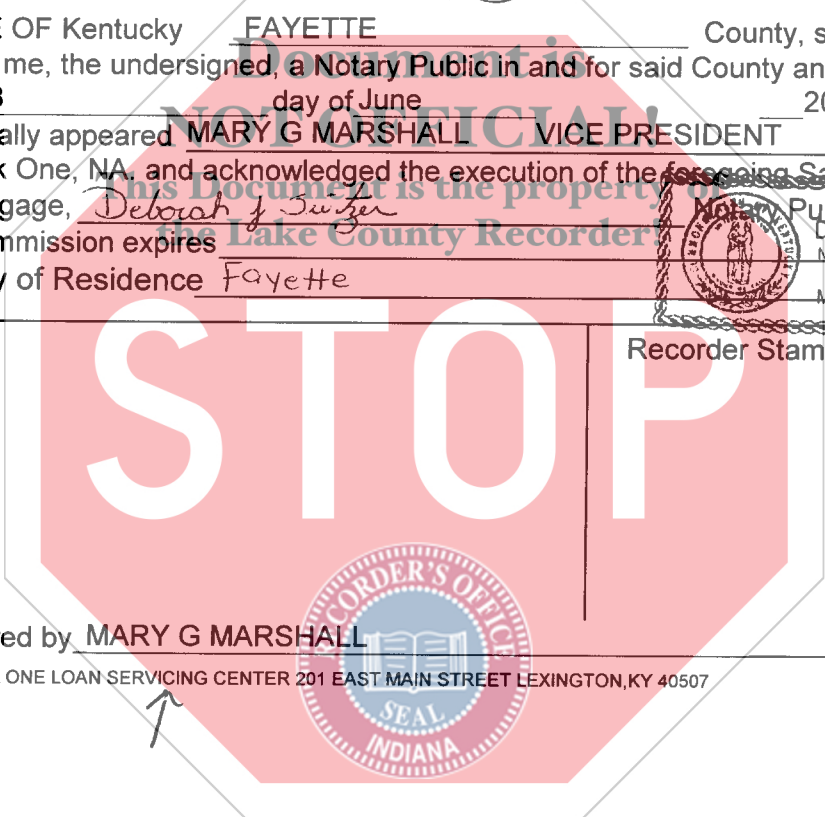 E OF Kentucky FAYETTE County, s
Document is
me, the undersigned, a Notary Public in and for said County an
day of June 20
NOT OFFICIAL!
ally appeared MARY G MARSHALL VICE PRESIDENT
k One, NA. and acknowledged the execution of the foregoing Sa
This Document is the property of
gage, Deborah J Notary Pu
the Lake County Recorder!
mmission expires
y of Residence Fayette
STOP
Recorder Stam
RECORDER'S OFFICE
ed by MARY G MARSHALL
ONE LOAN SERVICING CENTER 201 EAST MAIN STREET LEXINGTON,KY 40507
SEAL
INDIANA